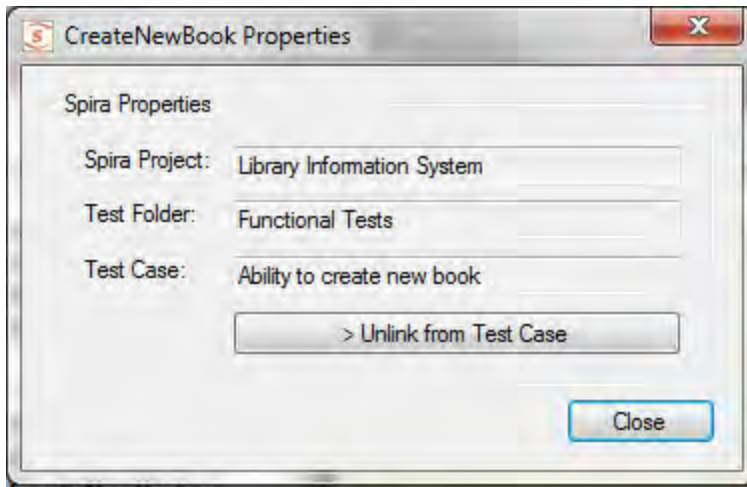 CreateNewBook Properties
Spira Properties
Spira Project: Library Information System
Test Folder: Functional Tests
Test Case: Ability to create new book
> Unlink from Test Case
Close